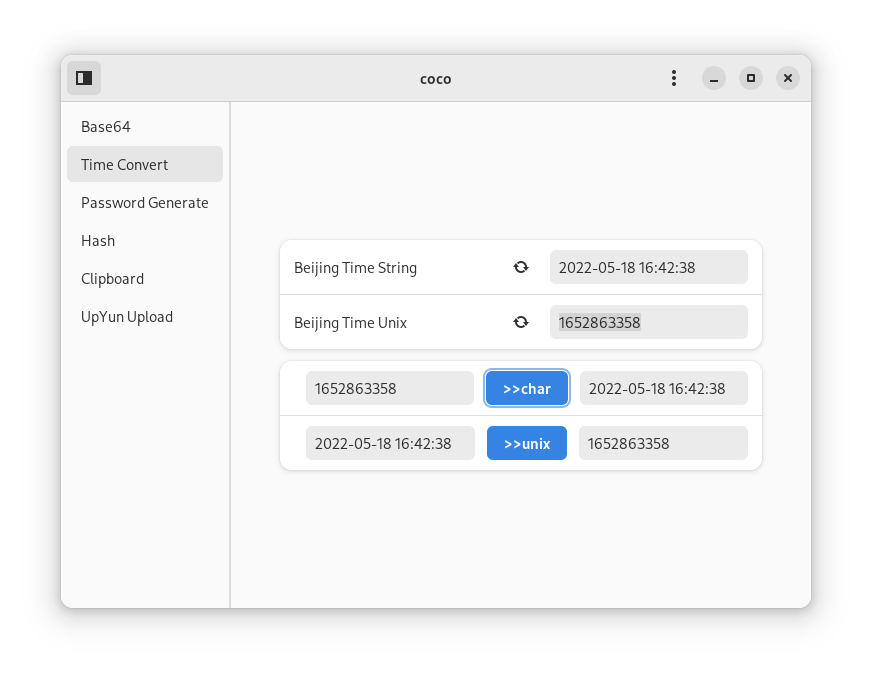 coco
Base64
Time Convert
Password Generate
Hash
Clipboard
UpYun Upload
Beijing Time String 2022-05-18 16:42:38
Beijing Time Unix 1652863358
1652863358 >>char 2022-05-18 16:42:38
2022-05-18 16:42:38 >>unix 1652863358